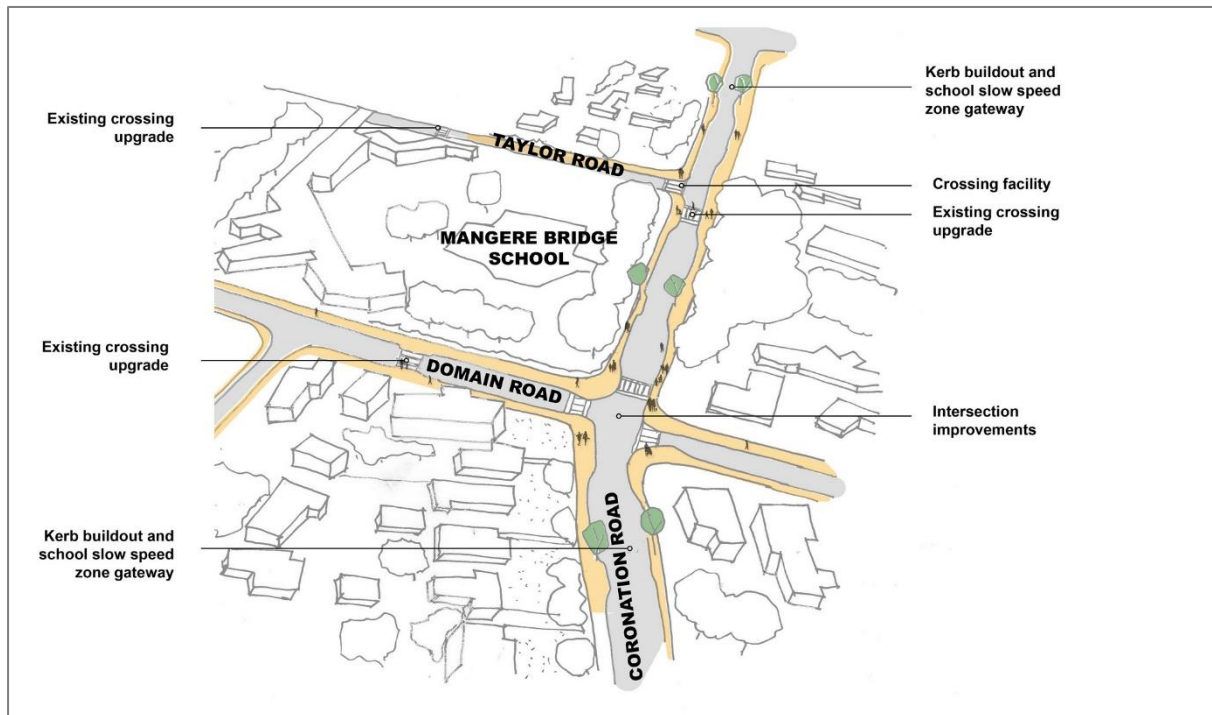 Kerb buildout and
school slow speed
zone gateway
Existing crossing
upgrade
TAYLOR ROAD
Crossing facility
Existing crossing
upgrade
MANGERE BRIDGE
SCHOOL
Existing crossing
upgrade
DOMAIN ROAD
Intersection
improvements
Kerb buildout and
school slow speed
zone gateway
CORONATION ROAD